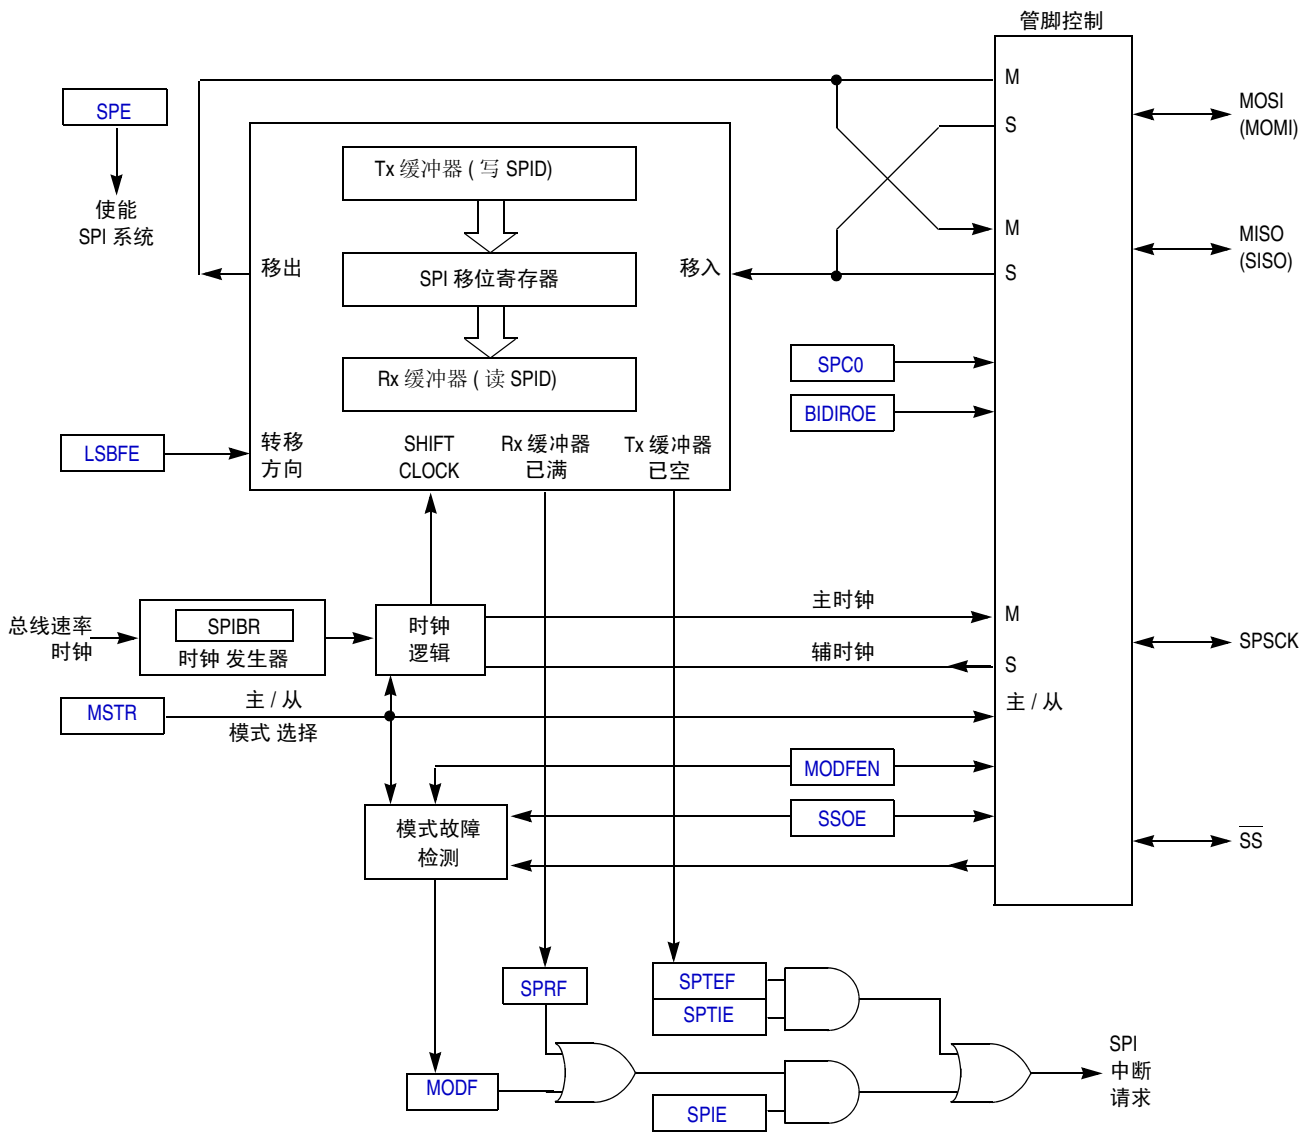 管脚控制
M
SPE
MOSI
(MOMI)
S
Tx 缓冲器 ( 写 SPID)
使能
SPI 系统
M
MISO
(SISO)
移出
SPI 移位寄存器
移入
S
SPC0
Rx 缓冲器 ( 读 SPID)
BIDIROE
LSBFE
转移
方向
SHIFT
CLOCK
Rx 缓冲器
已满
Tx 缓冲器
已空
总线速率
时钟
SPIBR
时钟 发生器
时钟
逻辑
主时钟
M
辅时钟
S
SPSCK
MSTR
主 / 从
模式 选择
主 / 从
MODFEN
模式故障
检测
SSOE
SS
SPRF
SPTEF
SPTIE
MODF
SPIE
SPI
中断
请求